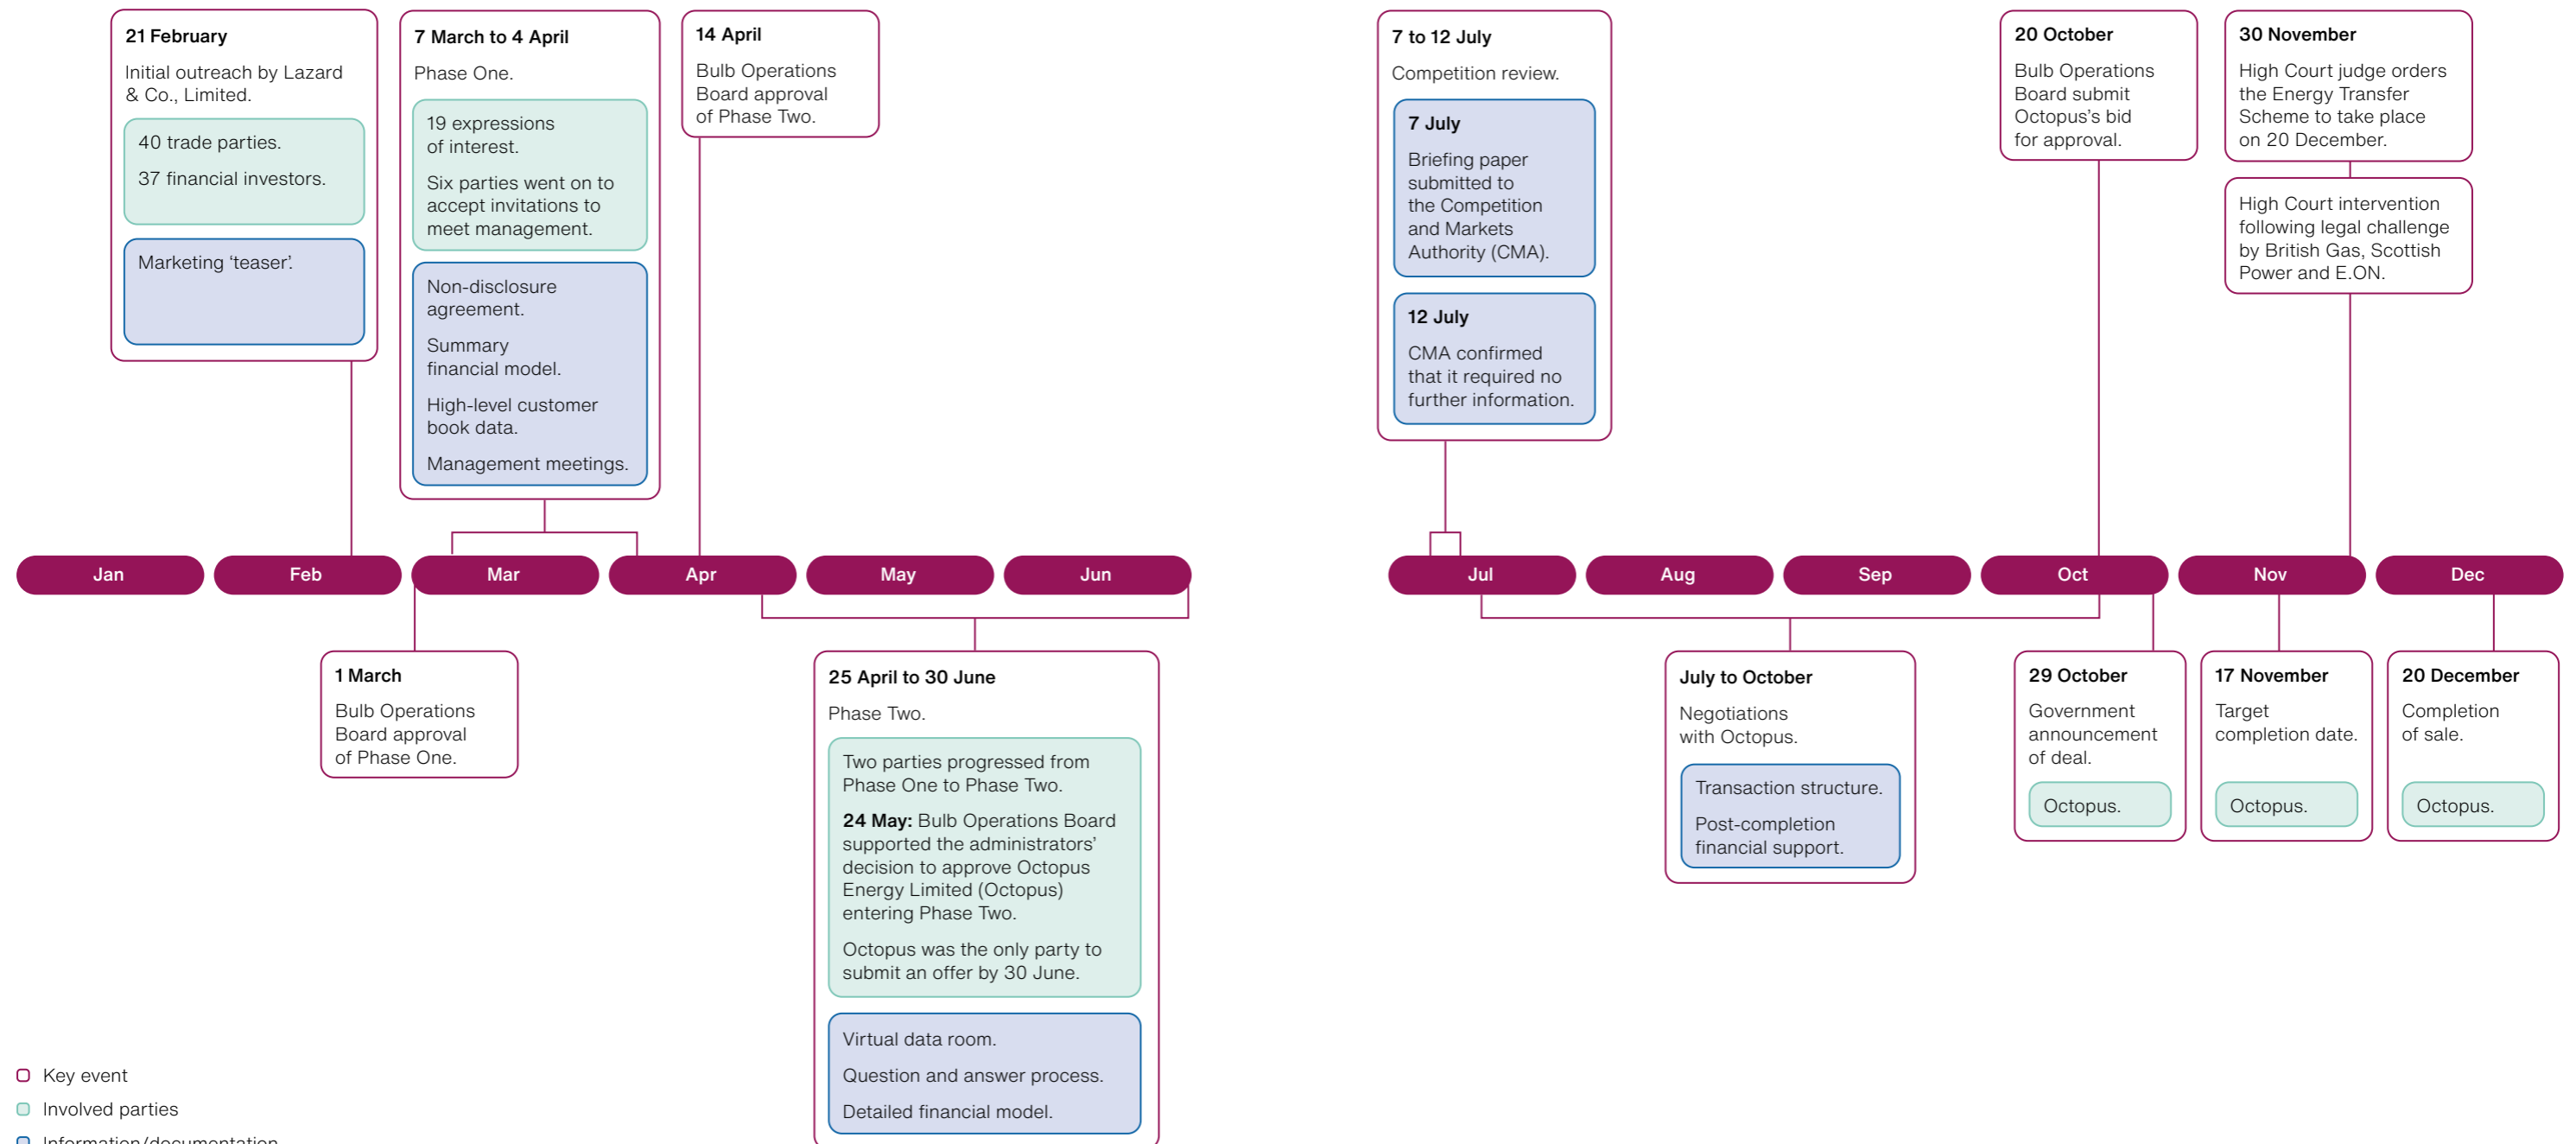 21 February
Initial outreach by Lazard
& Co., Limited.
40 trade parties.
37 financial investors.
Marketing ‘teaser’.
7 March to 4 April
Phase One.
19 expressions
of interest.
Six parties went on to
accept invitations to
meet management.
Non-disclosure
agreement.
Summary
financial model.
High-level customer
book data.
Management meetings.
14 April
Bulb Operations
Board approval
of Phase Two.
7 to 12 July
Competition review.
7 July
Briefing paper
submitted to
the Competition
and Markets
Authority (CMA).
12 July
CMA confirmed
that it required no
further information.
20 October
Bulb Operations
Board submit
Octopus’s bid
for approval.
30 November
High Court judge orders
the Energy Transfer
Scheme to take place
on 20 December.
High Court intervention
following legal challenge
by British Gas, Scottish
Power and E.ON.
Jan
Feb
Mar
Apr
May
Jun
Jul
Aug
Sep
Oct
Nov
Dec
1 March
Bulb Operations
Board approval
of Phase One.
25 April to 30 June
Phase Two.
Two parties progressed from
Phase One to Phase Two.
24 May: Bulb Operations Board
supported the administrators’
decision to approve Octopus
Energy Limited (Octopus)
entering Phase Two.
Octopus was the only party to
submit an offer by 30 June.
Virtual data room.
Question and answer process.
Detailed financial model.
July to October
Negotiations
with Octopus.
Transaction structure.
Post-completion
financial support.
29 October
Government
announcement
of deal.
Octopus.
17 November
Target
completion date.
Octopus.
20 December
Completion
of sale.
Octopus.
Key event
Involved parties
Information/documentation